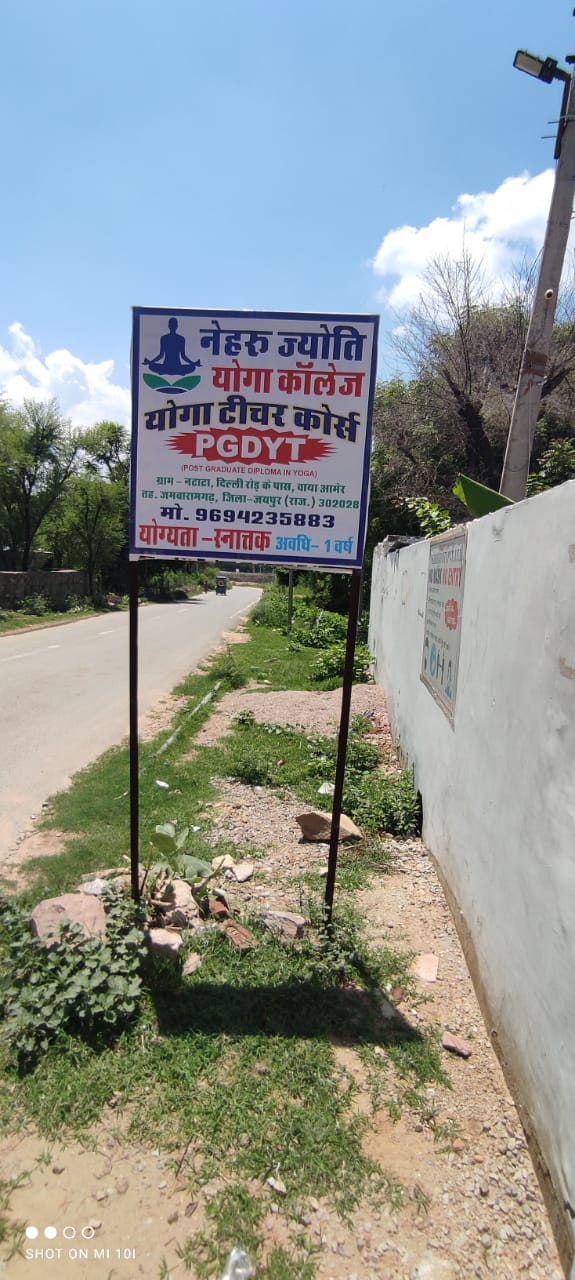 नेहरू ज्योति
योगा कॉलेज
योगा टीचर कोर्स
PGDYT
(POST GRADUATE DIPLOMA IN YOGA)
ग्राम – नटाटा, दिल्ली रांड़ के पास, वाया आमेर
तह. जमवारामगढ़, जिला-जयपुर (राज.) 302028
मो. 9694235883
योग्यता -स्नात्तक अवधि- 1 वर्ष
ENTRY
SHOT ON MI 10I